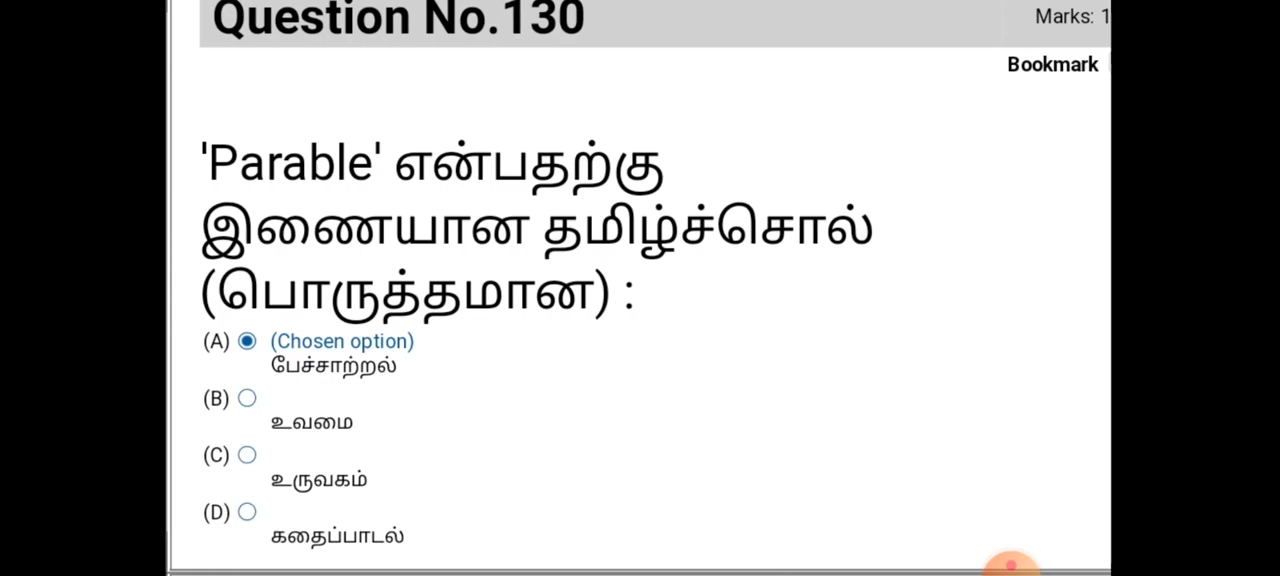 Question No.130
Marks: 1
Bookmark
'Parable' என்பதற்கு
இணையான தமிழ்ச்சொல்
(பொருத்தமான) :
(A) (Chosen option)
பேச்சாற்றல்
(B)
உவமை
(C)
உருவகம்
(D)
கதைப்பாடல்